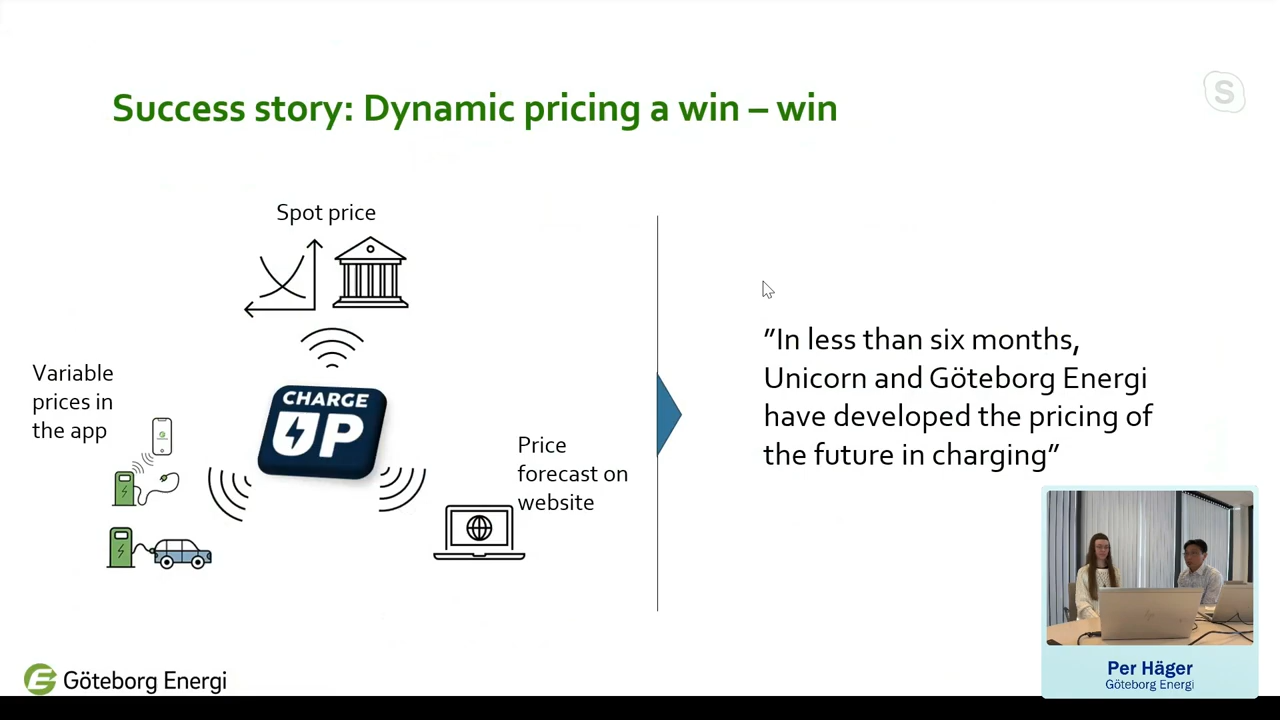 Success story: Dynamic pricing a win – win
S
Spot price
Variable
prices in
the app
CHARGE
UP
Price
forecast on
website
”In less than six months,
Unicorn and Göteborg Energi
have developed the pricing of
the future in charging”
Göteborg Energi
Per Häger
Göteborg Energi